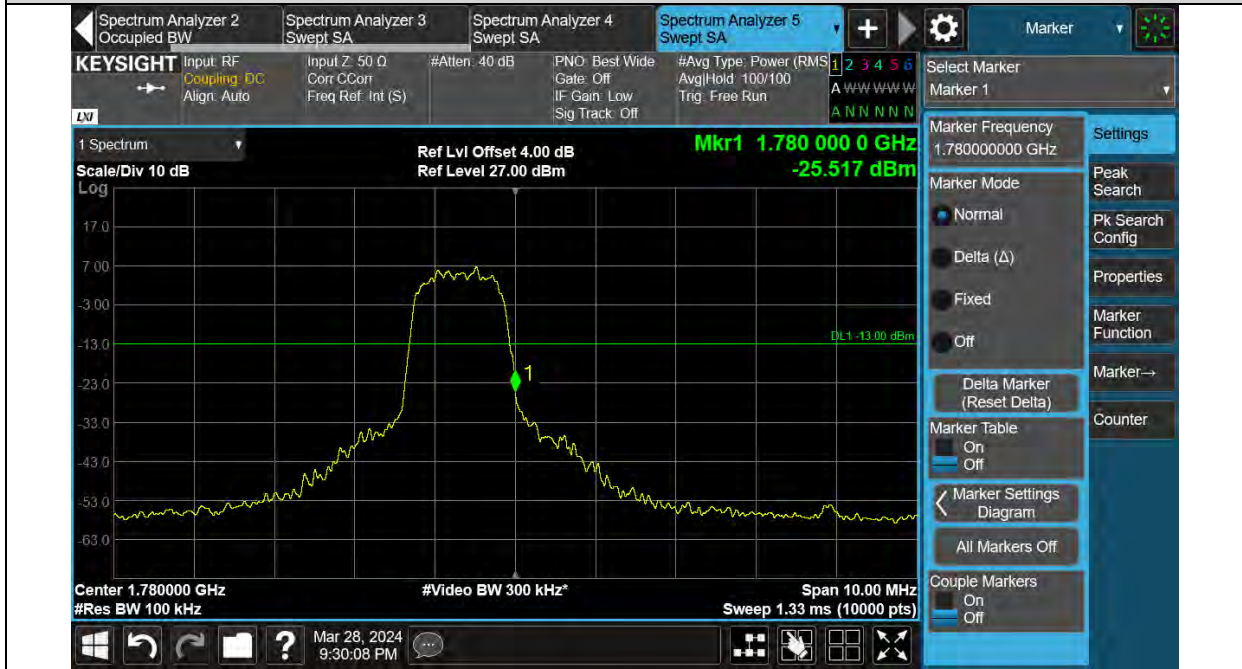 Spectrum Analyzer 2
Occupied BW
Spectrum Analyzer 3
Swept SA
Spectrum Analyzer 4
Swept SA
Spectrum Analyzer 5
Swept SA
Marker
KEYSIGHT
LXI
Input: RF
Coupling: DC
Align: Auto
Input Z: 50 Ω
Corr CCorr
Freq Ref: Int (S)
#Atten: 40 dB
PNO: Best Wide
Gate: Off
IF Gain: Low
Sig Track: Off
#Avg Type: Power (RMS
Avg|Hold: 100/100
Trig: Free Run
1 2 3 4 5 6
A W W W W W
A N N N N N
Select Marker
Marker 1
1 Spectrum
Scale/Div 10 dB
Log
Ref Lvl Offset 4.00 dB
Ref Level 27.00 dBm
Mkr1 1.780 000 0 GHz
-25.517 dBm
17.0
7.00
-3.00
-13.0
-23.0
-33.0
-43.0
-53.0
-63.0
DL1 -13.00 dBm
1
Center 1.780000 GHz
#Res BW 100 kHz
#Video BW 300 kHz*
Span 10.00 MHz
Sweep 1.33 ms (10000 pts)
Marker Frequency
1.780000000 GHz
Marker Mode
Normal
Delta (Δ)
Fixed
Off
Delta Marker
(Reset Delta)
Marker Table
On
Off
Marker Settings
Diagram
All Markers Off
Couple Markers
On
Off
Settings
Peak
Search
Pk Search
Config
Properties
Marker
Function
Marker→
Counter
?
Mar 28, 2024
9:30:08 PM